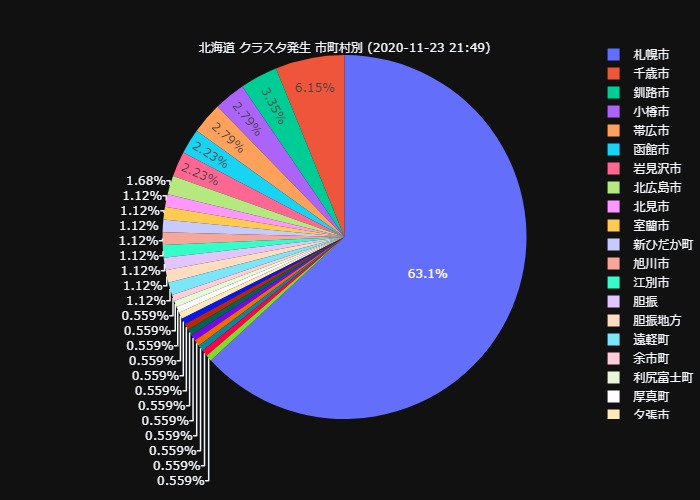 北海道 クラスタ発生 市町村別 (2020-11-23 21:49)
63.1%
6.15%
3.35%
2.79%
2.79%
2.23%
2.23%
1.68%
1.12%
1.12%
1.12%
1.12%
1.12%
1.12%
1.12%
1.12%
0.559%
0.559%
0.559%
0.559%
0.559%
0.559%
0.559%
0.559%
0.559%
0.559%
0.559%
0.559%
札幌市
千歳市
釧路市
小樽市
帯広市
函館市
岩見沢市
北広島市
北見市
室蘭市
新ひだか町
旭川市
江別市
胆振
胆振地方
遠軽町
余市町
利尻富士町
厚真町
夕張市